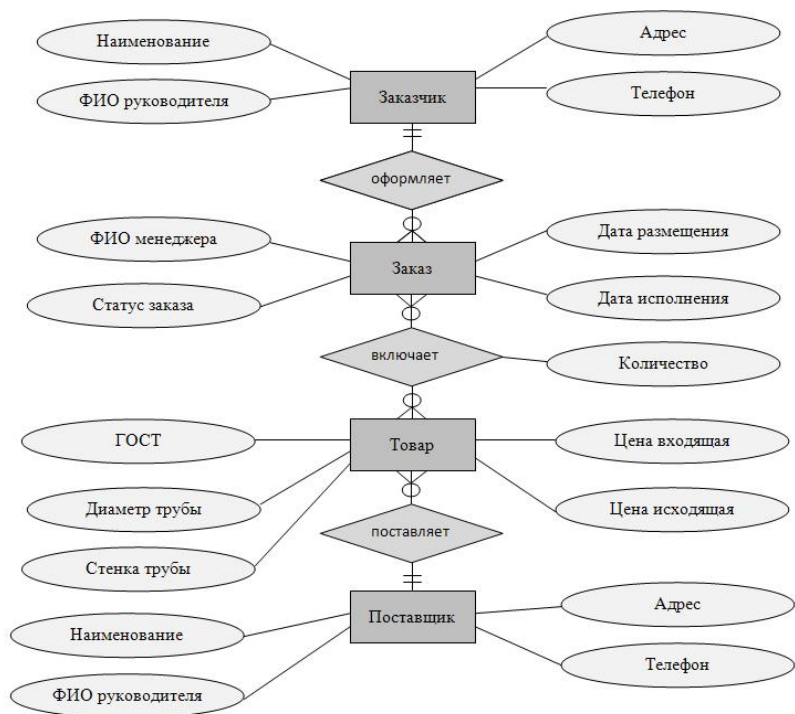 Наименование
Адрес
ФИО руководителя
Заказчик
Телефон
оформляет
ФИО менеджера
Дата размещения
Заказ
Статус заказа
Дата исполнения
включает
Количество
ГОСТ
Товар
Цена входящая
Диаметр трубы
Цена исходящая
поставляет
Стенка трубы
Адрес
Поставщик
Наименование
Телефон
ФИО руководителя